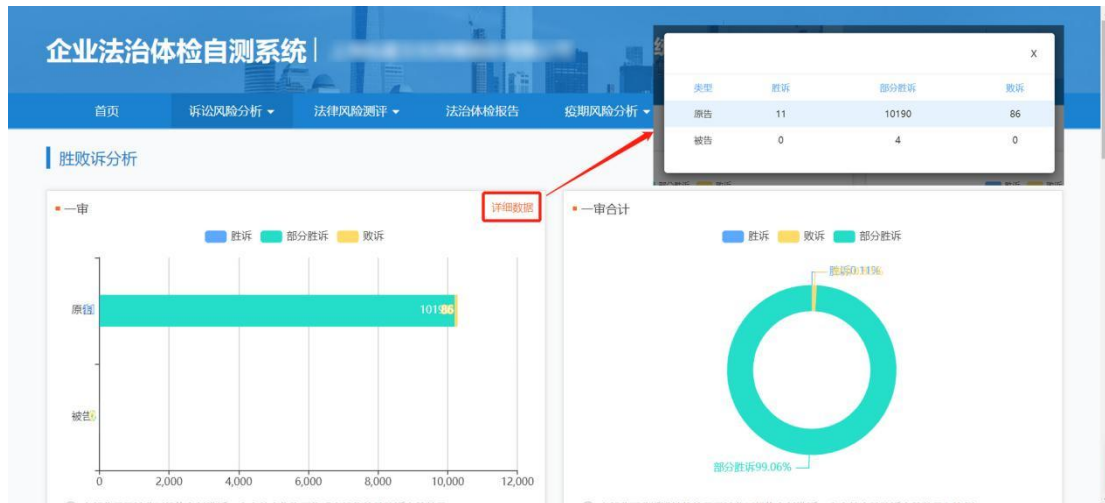 企业法治体检自测系统
首页 诉讼风险分析 法律风险测评 法治体检报告 疫期风险分析
X
类型 胜诉 部分胜诉 败诉
原告 11 10190 86
被告 0 4 0
胜败诉分析
一审 详细数据
胜诉 部分胜诉 败诉
原告
86
被告
0 2,000 4,000 6,000 8,000 10,000 12,000
一审合计
胜诉 败诉 部分胜诉
胜诉0.11%
部分胜诉99.06%